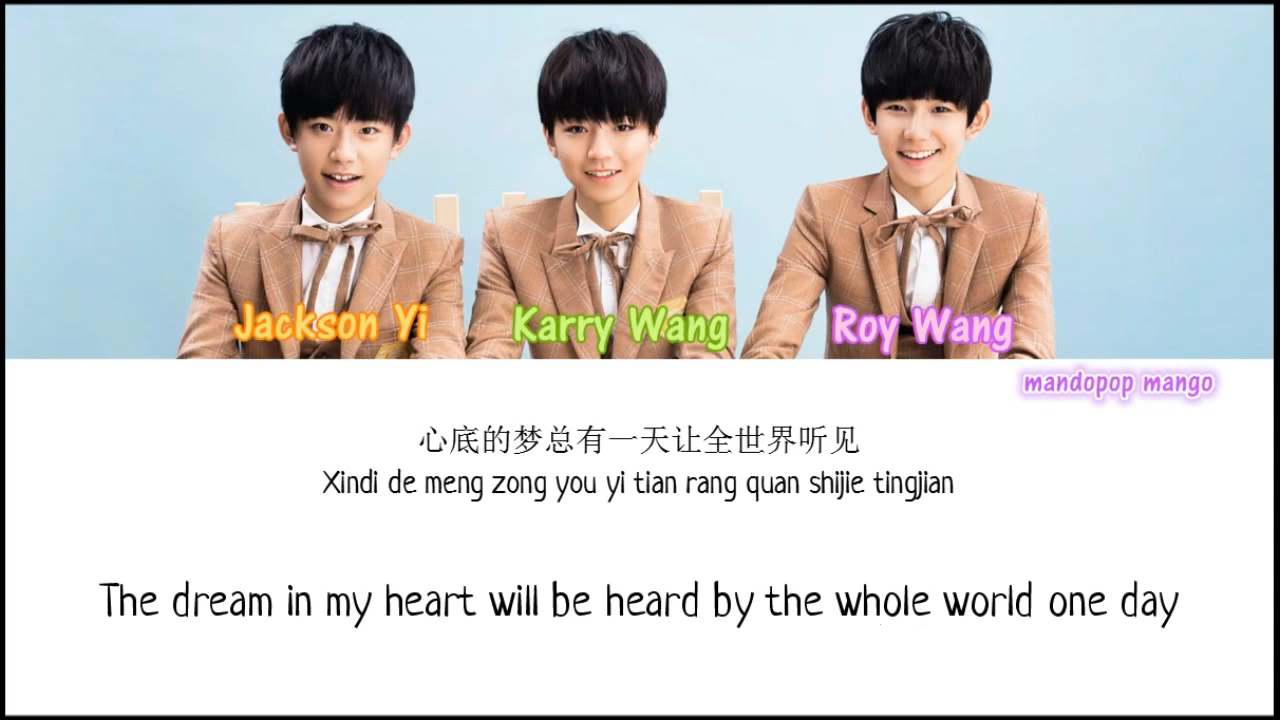 Jackson Yi
Karry Wang
Roy Wang
mandopop mango
心底的梦总有一天让全世界听见
Xindi de meng zong you yi tian rang quan shijie tingjian
The dream in my heart will be heard by the whole world one day